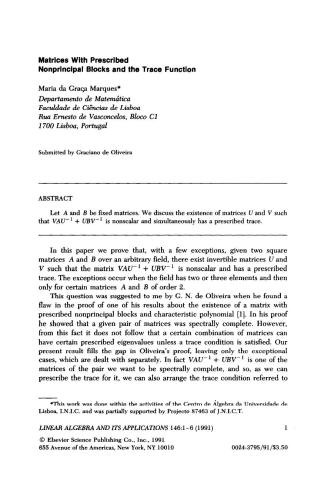 Matrices With Prescribed
Nonprincipal Blocks and the Trace Function
Maria da Graça Marques*
Departamento de Matemática
Faculdade de Ciências de Lisboa
Rua Ernesto de Vasconcelos, Bloco C1
1700 Lisboa, Portugal
Submitted by Graciano de Oliveira
ABSTRACT
Let A and B be fixed matrices. We discuss the existence of matrices U and V such
that VAU⁻¹ + UBV⁻¹ is nonscalar and simultaneously has a prescribed trace.
In this paper we prove that, with a few exceptions, given two square
matrices A and B over an arbitrary field, there exist invertible matrices U and
V such that the matrix VAU⁻¹ + UBV⁻¹ is nonscalar and has a prescribed
trace. The exceptions occur when the field has two or three elements and then
only for certain matrices A and B of order 2.
This question was suggested to me by G. N. de Oliveira when he found a
flaw in the proof of one of his results about the existence of a matrix with
prescribed nonprincipal blocks and characteristic polynomial [1]. In his proof
he showed that a given pair of matrices was spectrally complete. However,
from this fact it does not follow that a certain combination of matrices can
have certain prescribed eigenvalues unless a trace condition is satisfied. Our
present result fills the gap in Oliveira's proof, leaving only the exceptional
cases, which are dealt with separately. In fact VAU⁻¹ + UBV⁻¹ is one of the
matrices of the pair we want to be spectrally complete, and so, as we can
prescribe the trace for it, we can also arrange the trace condition referred to
*This work was done within the activities of the Centro de Álgebra da Universidade de
Lisboa, I.N.I.C. and was partially supported by Projecto 87463 of J.N.I.C.T.
LINEAR ALGEBRA AND ITS APPLICATIONS 146:1-6 (1991) 1
© Elsevier Science Publishing Co., Inc., 1991
655 Avenue of the Americas, New York, NY 10010 0024-3795/91/$3.50